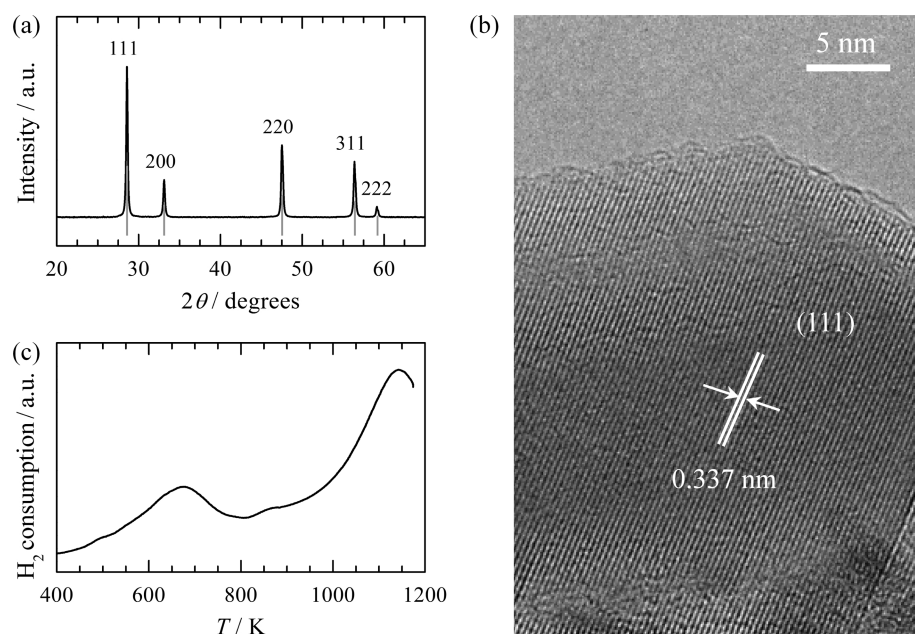 (a)
Intensity / a.u.
111
200
220
311
222
20 30 40 50 60
2θ / degrees
(b)
5 nm
(111)
0.337 nm
(c)
H₂ consumption / a.u.
400 600 800 1000 1200
T / K